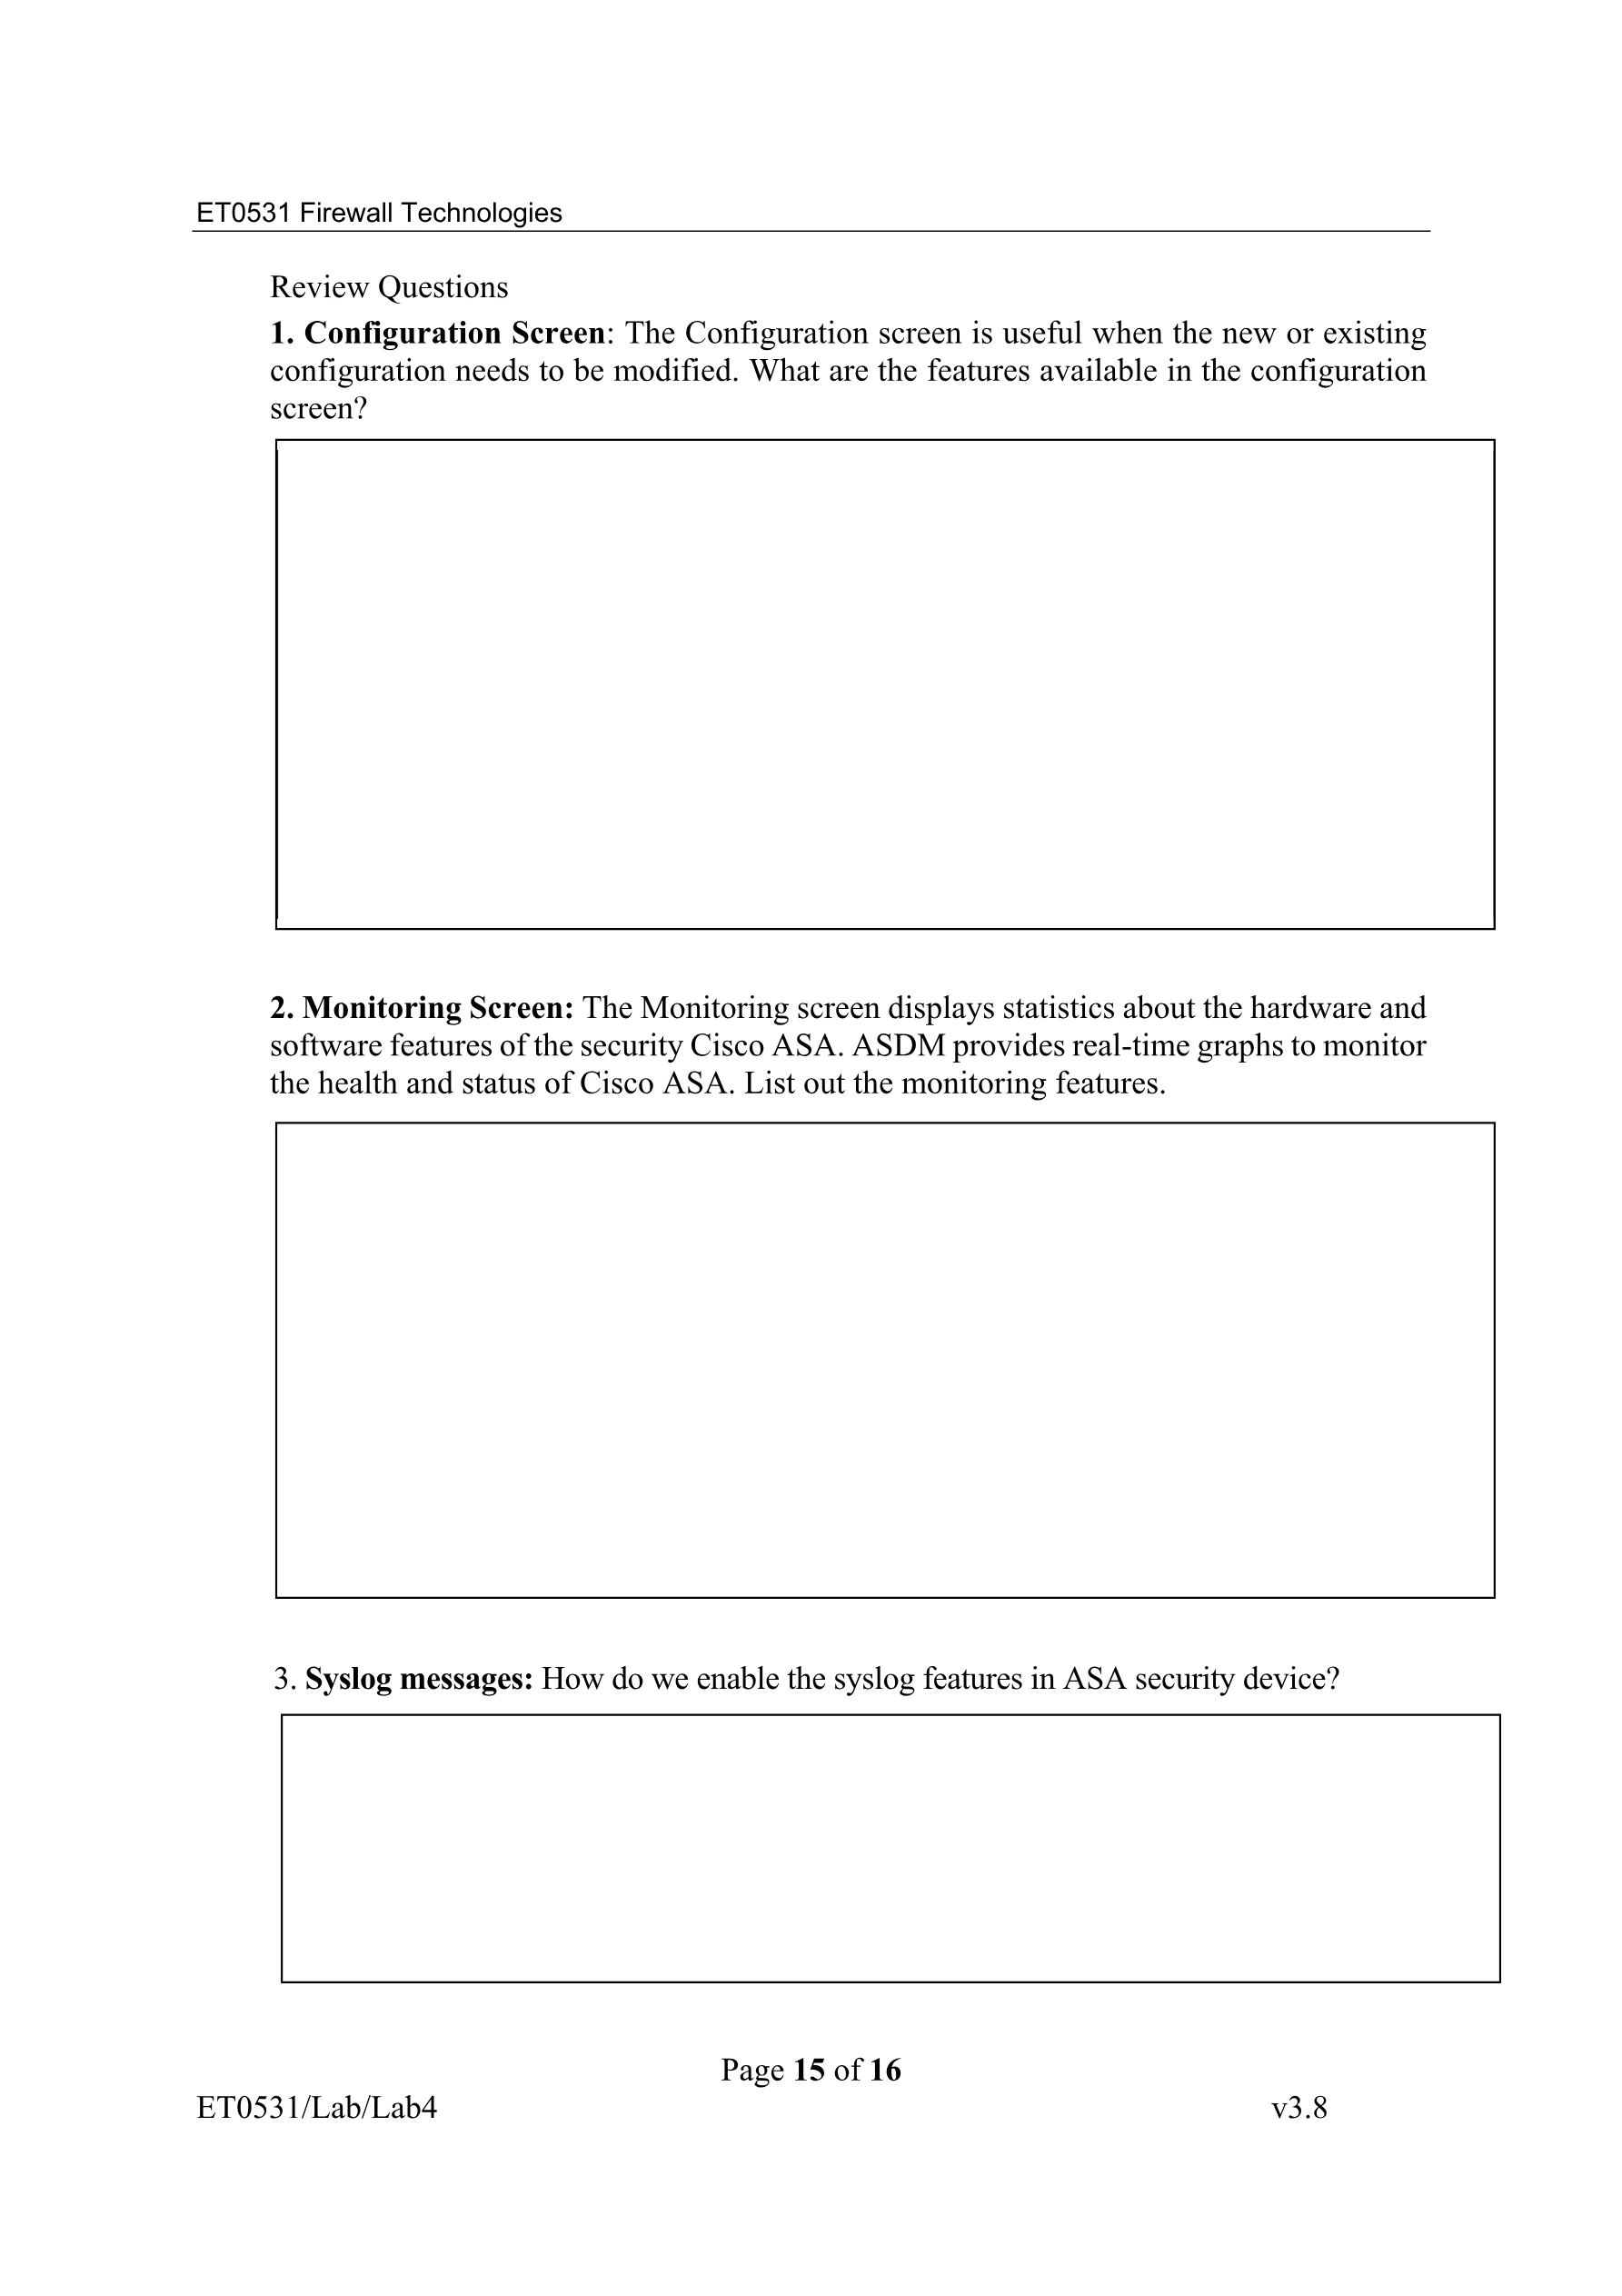 ET0531 Firewall Technologies
Review Questions
1. Configuration Screen: The Configuration screen is useful when the new or existing
configuration needs to be modified. What are the features available in the configuration
screen?
2. Monitoring Screen: The Monitoring screen displays statistics about the hardware and
software features of the security Cisco ASA. ASDM provides real-time graphs to monitor
the health and status of Cisco ASA. List out the monitoring features.
3. Syslog messages: How do we enable the syslog features in ASA security device?
Page 15 of 16
ET0531/Lab/Lab4 v3.8